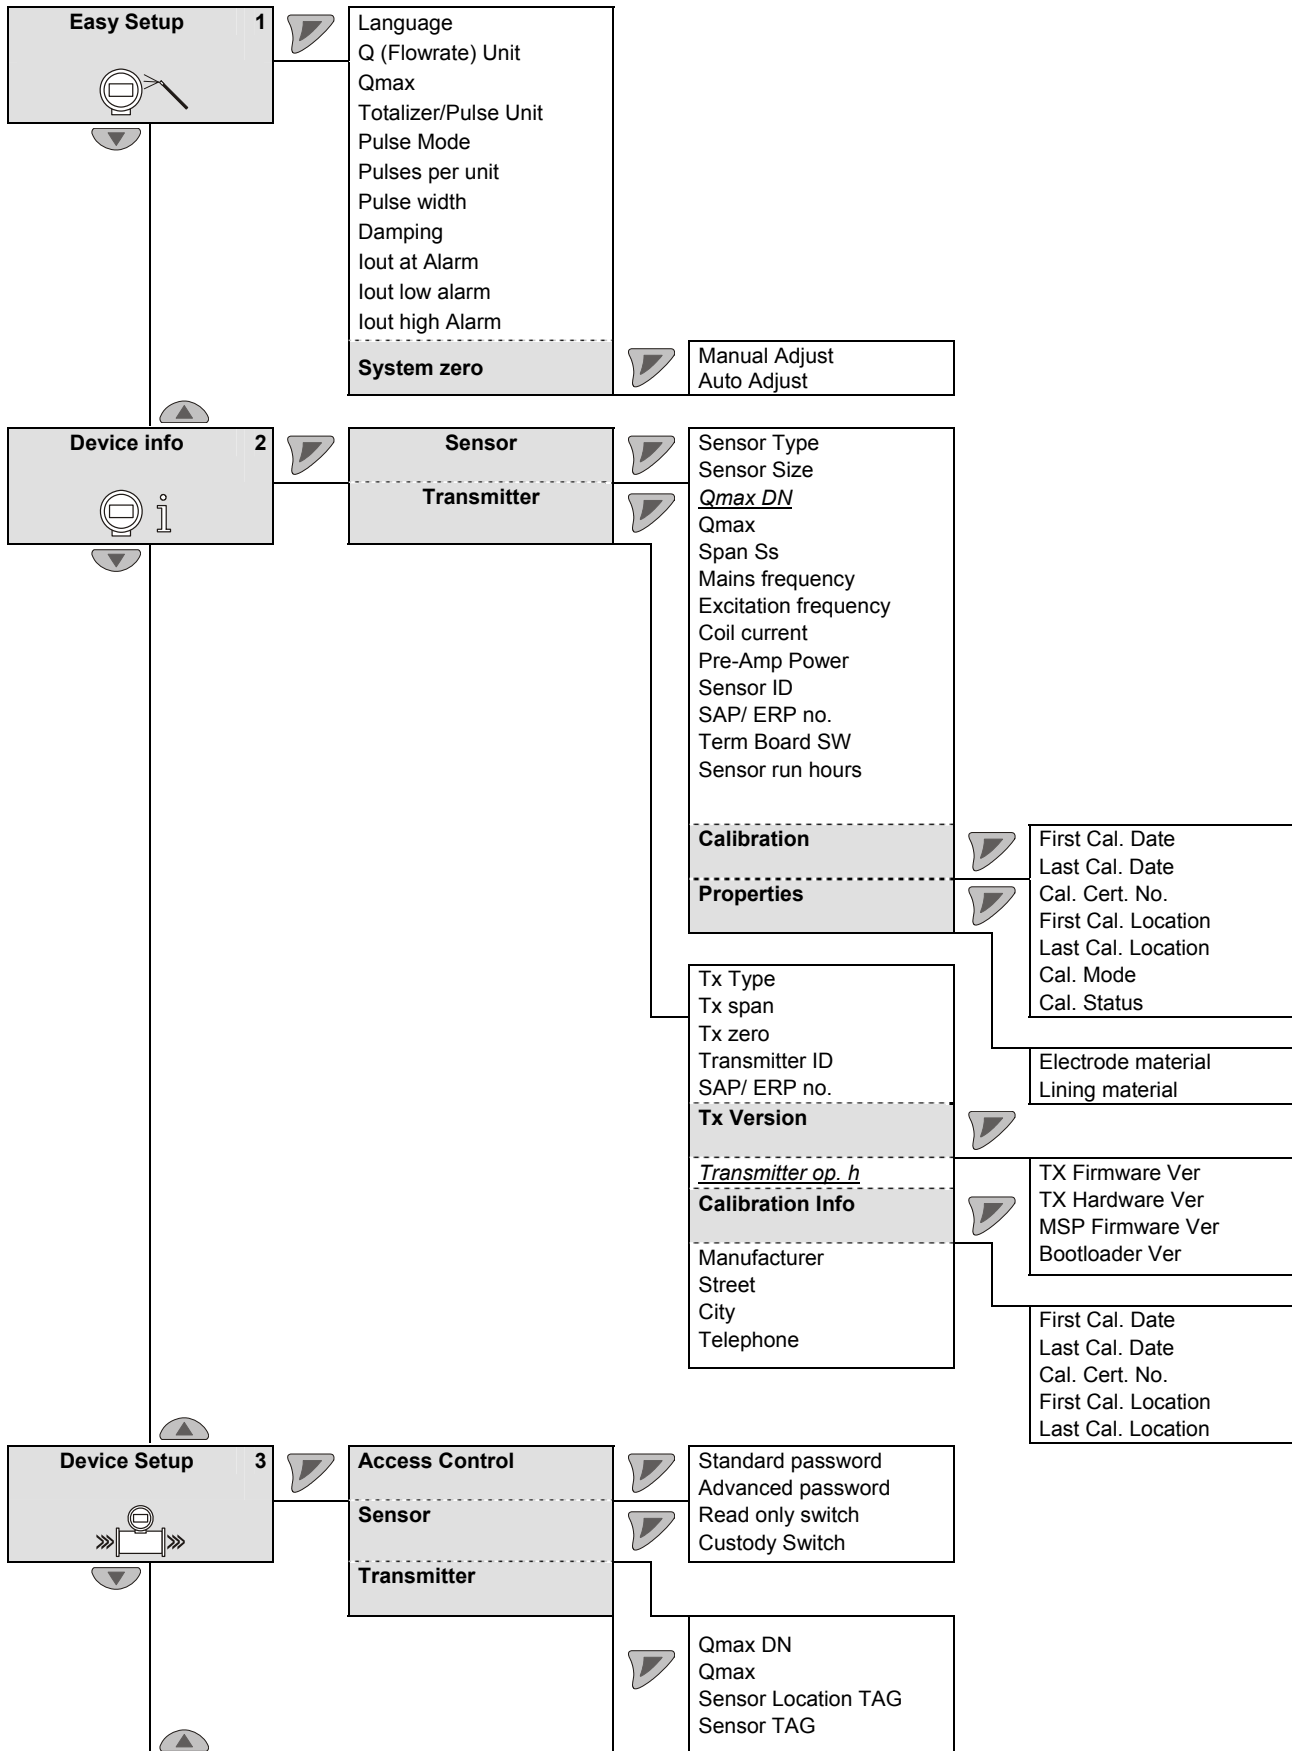 Easy Setup 1
Language
Q (Flowrate) Unit
Qmax
Totalizer/Pulse Unit
Pulse Mode
Pulses per unit
Pulse width
Damping
Iout at Alarm
Iout low alarm
Iout high Alarm
System zero
Manual Adjust
Auto Adjust
Device info 2
Sensor
Transmitter
Sensor Type
Sensor Size
Qmax DN
Qmax
Span Ss
Mains frequency
Excitation frequency
Coil current
Pre-Amp Power
Sensor ID
SAP/ ERP no.
Term Board SW
Sensor run hours
Calibration
Properties
First Cal. Date
Last Cal. Date
Cal. Cert. No.
First Cal. Location
Last Cal. Location
Cal. Mode
Cal. Status
Electrode material
Lining material
Tx Type
Tx span
Tx zero
Transmitter ID
SAP/ ERP no.
Tx Version
Transmitter op. h
Calibration Info
Manufacturer
Street
City
Telephone
TX Firmware Ver
TX Hardware Ver
MSP Firmware Ver
Bootloader Ver
First Cal. Date
Last Cal. Date
Cal. Cert. No.
First Cal. Location
Last Cal. Location
Device Setup 3
Access Control
Sensor
Transmitter
Standard password
Advanced password
Read only switch
Custody Switch
Qmax DN
Qmax
Sensor Location TAG
Sensor TAG